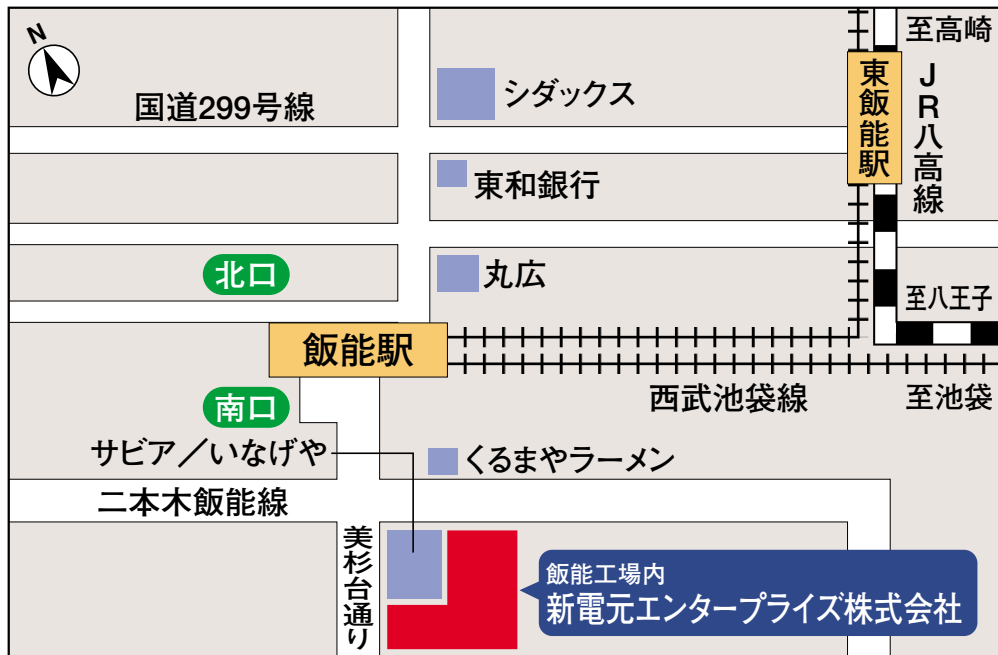 N
至高崎
国道299号線
シダックス
東飯能駅
JR八高線
東和銀行
北口
丸広
至八王子
飯能駅
西武池袋線
至池袋
南口
サビア／いなげや
くるまやラーメン
二本木飯能線
美杉台通り
飯能工場内
新電元エンタープライズ株式会社